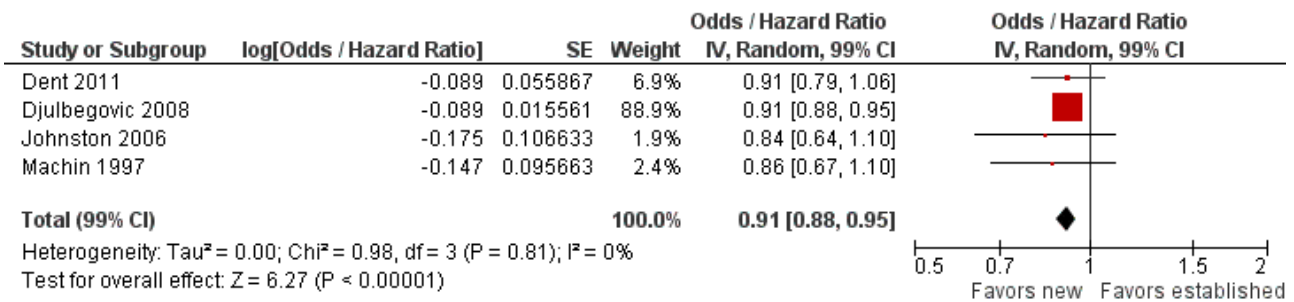 Odds / Hazard Ratio Odds / Hazard Ratio
Study or Subgroup log[Odds / Hazard Ratio] SE Weight IV, Random, 99% CI IV, Random, 99% CI
Dent 2011 -0.089 0.055867 6.9% 0.91 [0.79, 1.06]
Djulbegovic 2008 -0.089 0.015561 88.9% 0.91 [0.88, 0.95]
Johnston 2006 -0.175 0.106633 1.9% 0.84 [0.64, 1.10]
Machin 1997 -0.147 0.095663 2.4% 0.86 [0.67, 1.10]
Total (99% CI) 100.0% 0.91 [0.88, 0.95]
Heterogeneity: Tau² = 0.00; Chi² = 0.98, df = 3 (P = 0.81); I² = 0%
Test for overall effect: Z = 6.27 (P < 0.00001)
0.5 0.7 1 1.5 2
Favors new Favors established